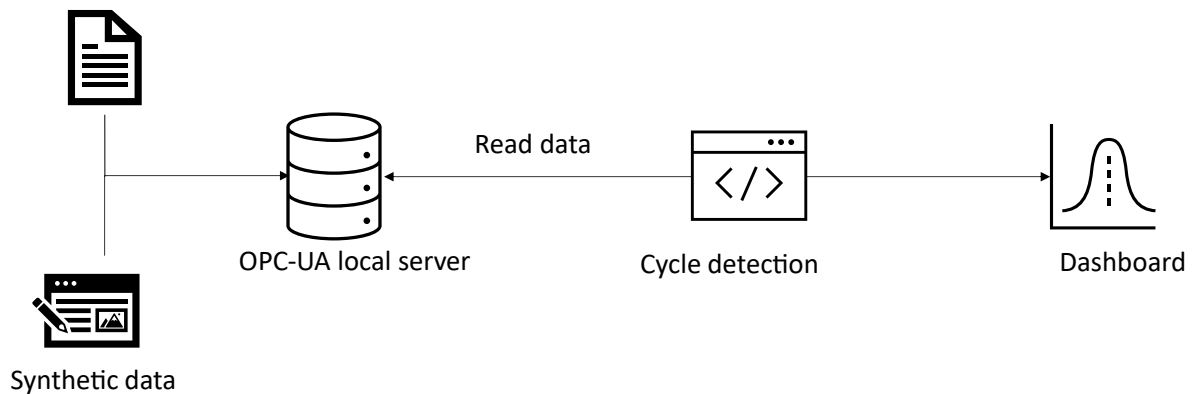 Read data
OPC-UA local server
Cycle detection
Dashboard
Synthetic data